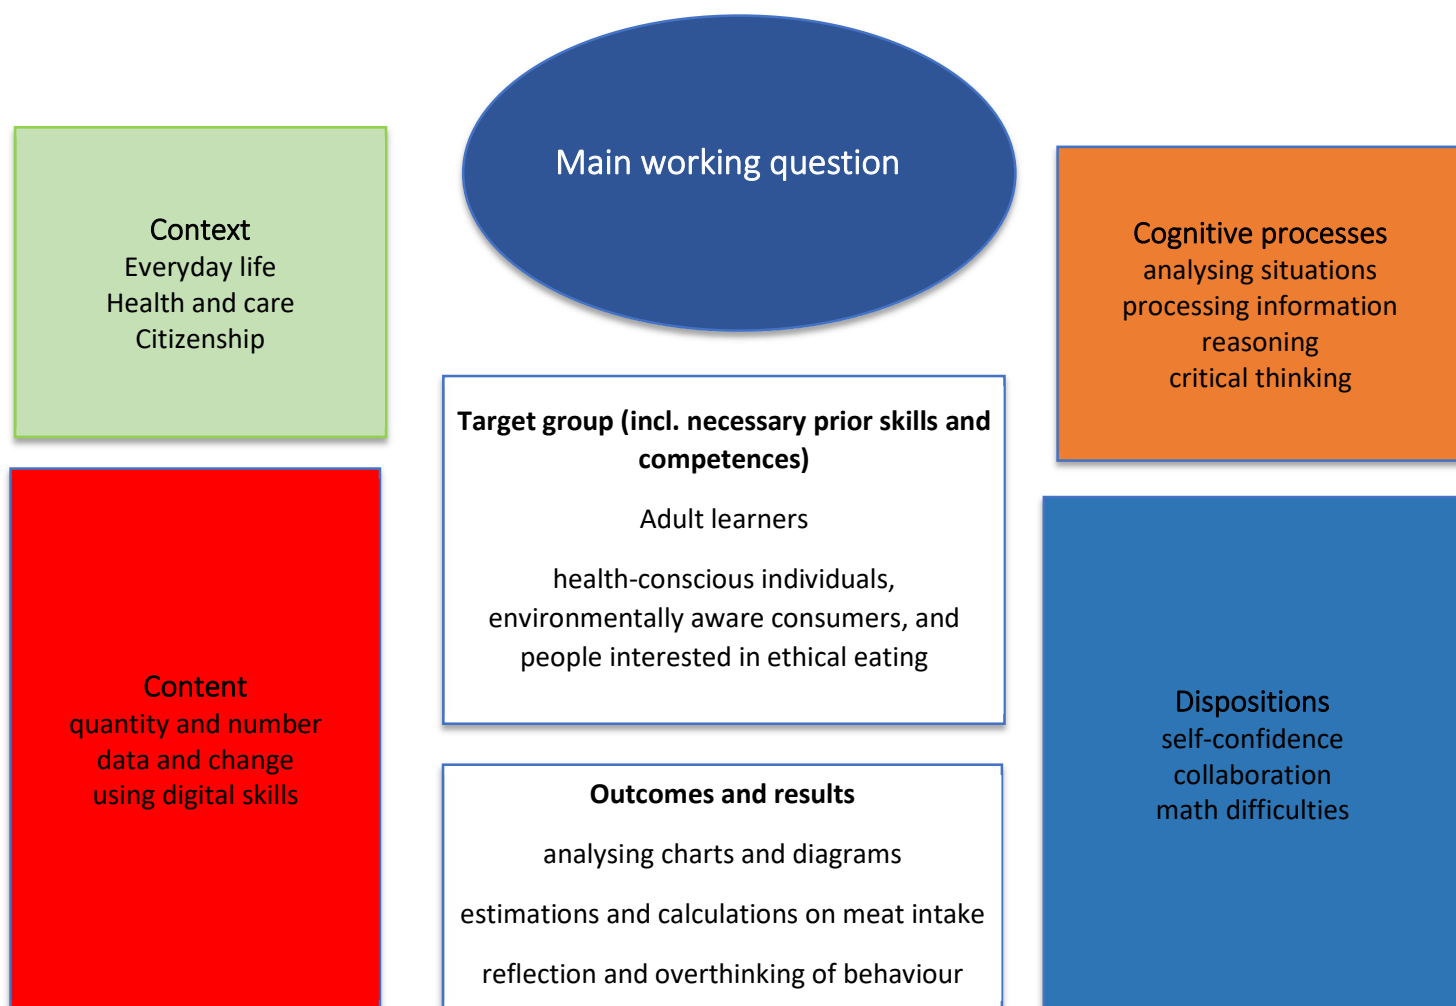 Main working question
Context
Everyday life
Health and care
Citizenship
Cognitive processes
analysing situations
processing information
reasoning
critical thinking
Target group (incl. necessary prior skills and
competences)
Adult learners
health-conscious individuals,
environmentally aware consumers, and
people interested in ethical eating
Content
quantity and number
data and change
using digital skills
Dispositions
self-confidence
collaboration
math difficulties
Outcomes and results
analysing charts and diagrams
estimations and calculations on meat intake
reflection and overthinking of behaviour